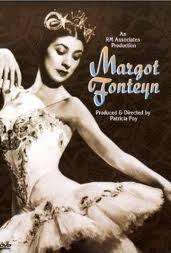 An
RM Associates
Production
Margot
Fonteyn
Produced & Directed by
Patricia Foy